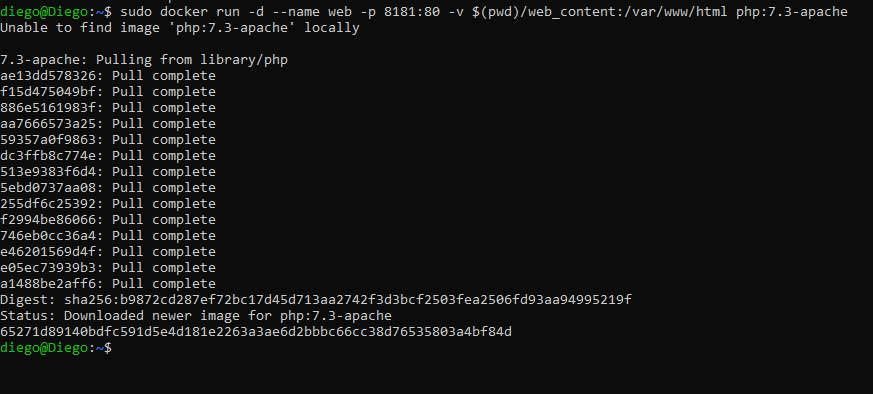 diego@Diego:~$ sudo docker run -d --name web -p 8181:80 -v $(pwd)/web_content:/var/www/html php:7.3-apache
Unable to find image 'php:7.3-apache' locally
7.3-apache: Pulling from library/php
ae13dd578326: Pull complete
f15d475049bf: Pull complete
886e5161983f: Pull complete
aa7666573a25: Pull complete
59357a0f9863: Pull complete
dc3ffb8c774e: Pull complete
513e9383f6d4: Pull complete
5ebd0737aa08: Pull complete
255df6c25392: Pull complete
f2994be86066: Pull complete
746eb0cc36a4: Pull complete
e46201569d4f: Pull complete
e05ec73939b3: Pull complete
a1488be2aff6: Pull complete
Digest: sha256:b9872cd287ef72bc17d45d713aa2742f3d3bcf2503fea2506fd93aa94995219f
Status: Downloaded newer image for php:7.3-apache
65271d89140bdfc591d5e4d181e2263a3ae6d2bbbc66cc38d76535803a4bf84d
diego@Diego:~$